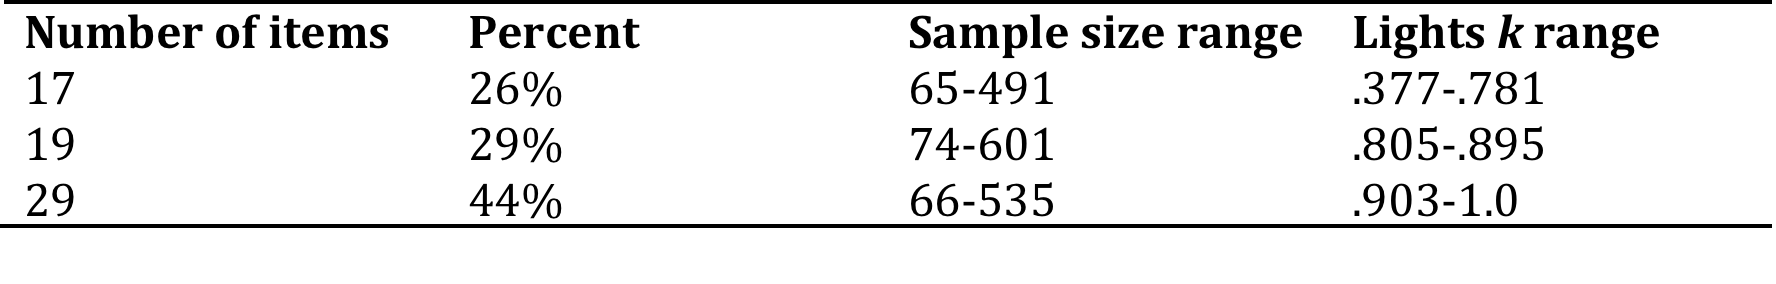 Number of items Percent Sample size range Lights k range
17 26% 65-491 .377-.781
19 29% 74-601 .805-.895
29 44% 66-535 .903-1.0